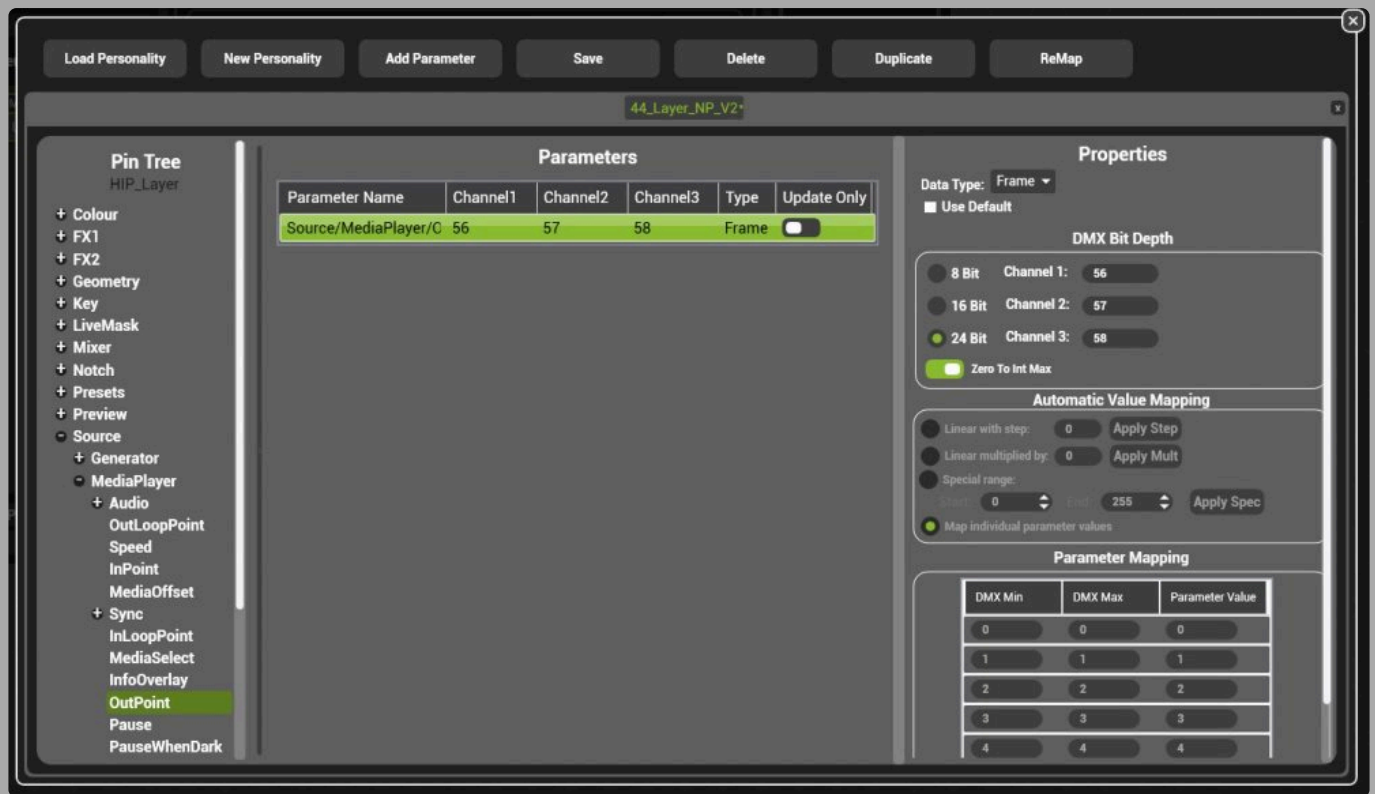 Load Personality New Personality Add Parameter Save Delete Duplicate ReMap
44_Layer_NP_V2*
x
Pin Tree
HIP_Layer
+ Colour
+ FX1
+ FX2
+ Geometry
+ Key
+ LiveMask
+ Mixer
+ Notch
+ Presets
+ Preview
- Source
+ Generator
- MediaPlayer
+ Audio
OutLoopPoint
Speed
InPoint
MediaOffset
+ Sync
InLoopPoint
MediaSelect
InfoOverlay
OutPoint
Pause
PauseWhenDark
Parameters
Parameter Name Channel1 Channel2 Channel3 Type Update Only
Source/MediaPlayer/O 56 57 58 Frame
Properties
Data Type: Frame
Use Default
DMX Bit Depth
8 Bit Channel 1: 56
16 Bit Channel 2: 57
24 Bit Channel 3: 58
Zero To Int Max
Automatic Value Mapping
Linear with step: 0 Apply Step
Linear multiplied by: 0 Apply Mult
Special range:
Start: 0 End: 255 Apply Spec
Map individual parameter values
Parameter Mapping
DMX Min DMX Max Parameter Value
0 0 0
1 1 1
2 2 2
3 3 3
4 4 4